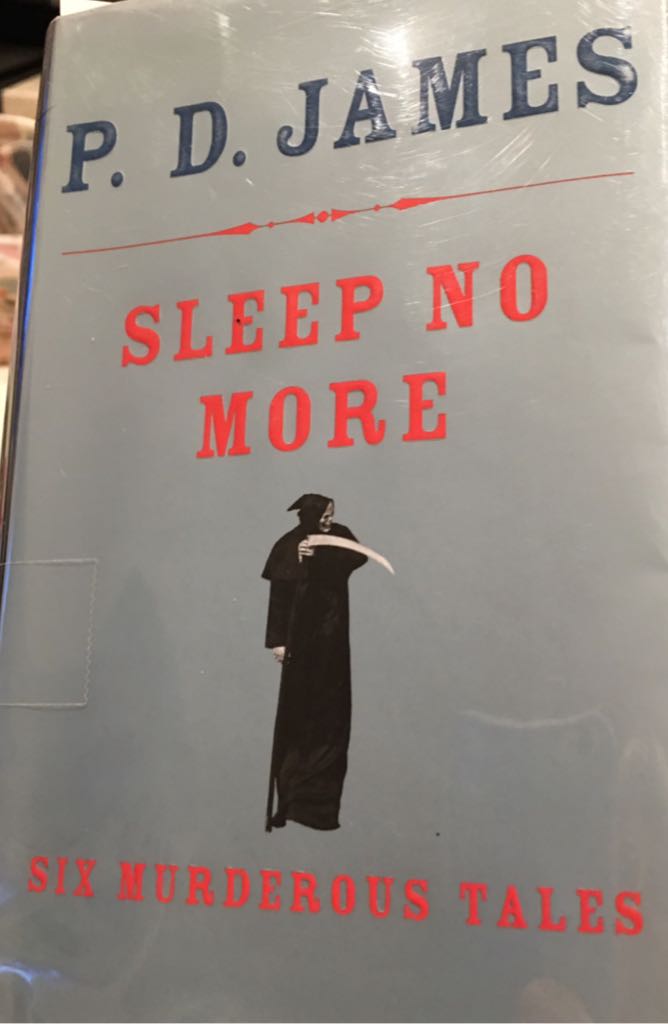 P. D. JAMES
SLEEP NO
MORE
SIX MURDEROUS TALES